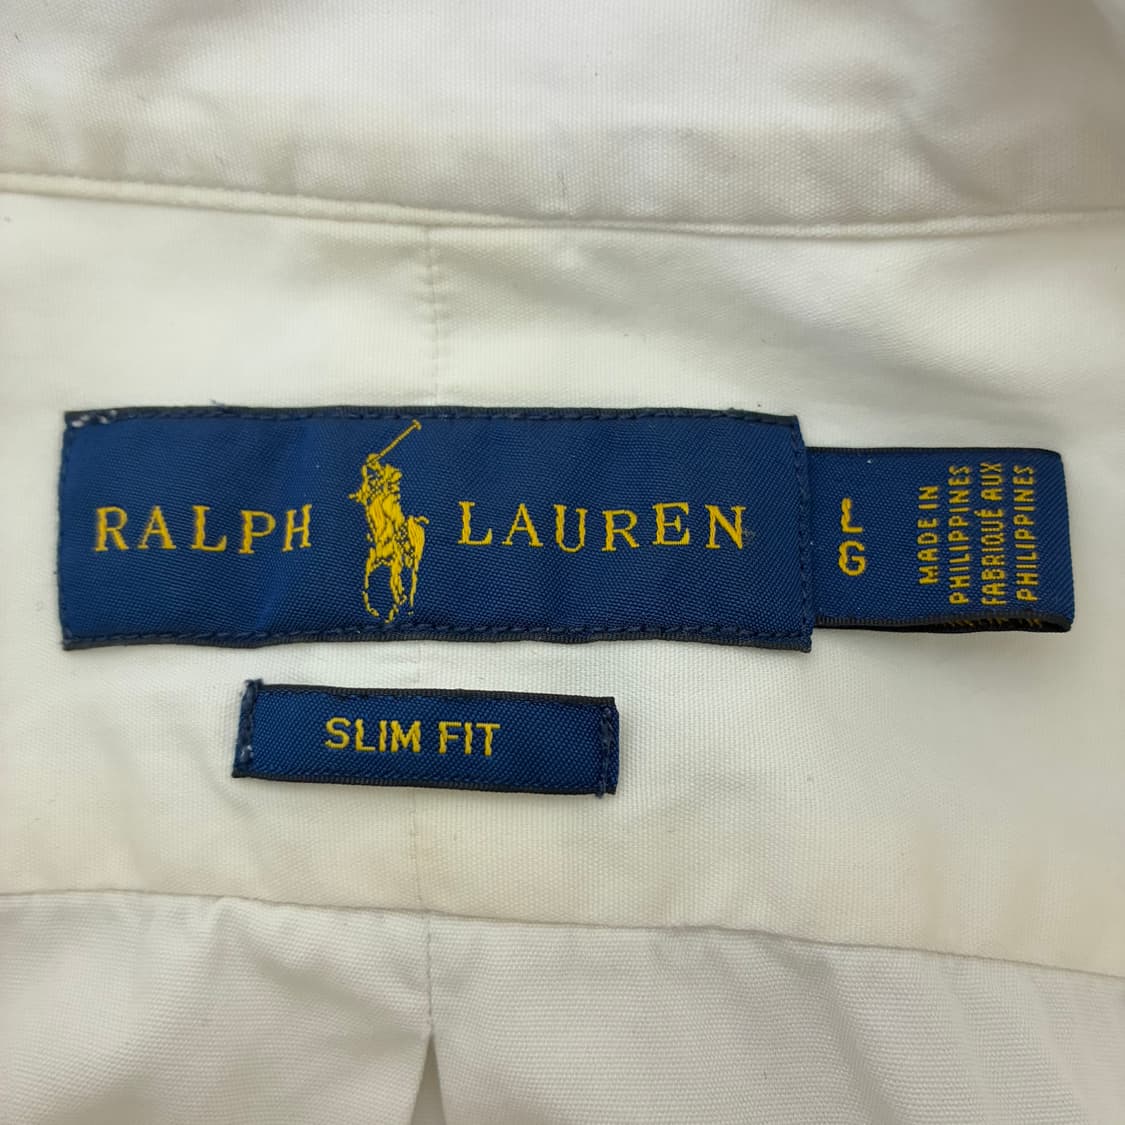 RALPH LAUREN
L
G
MADE IN
PHILIPPINES
FABRIQUÉ AUX
PHILIPPINES
SLIM FIT